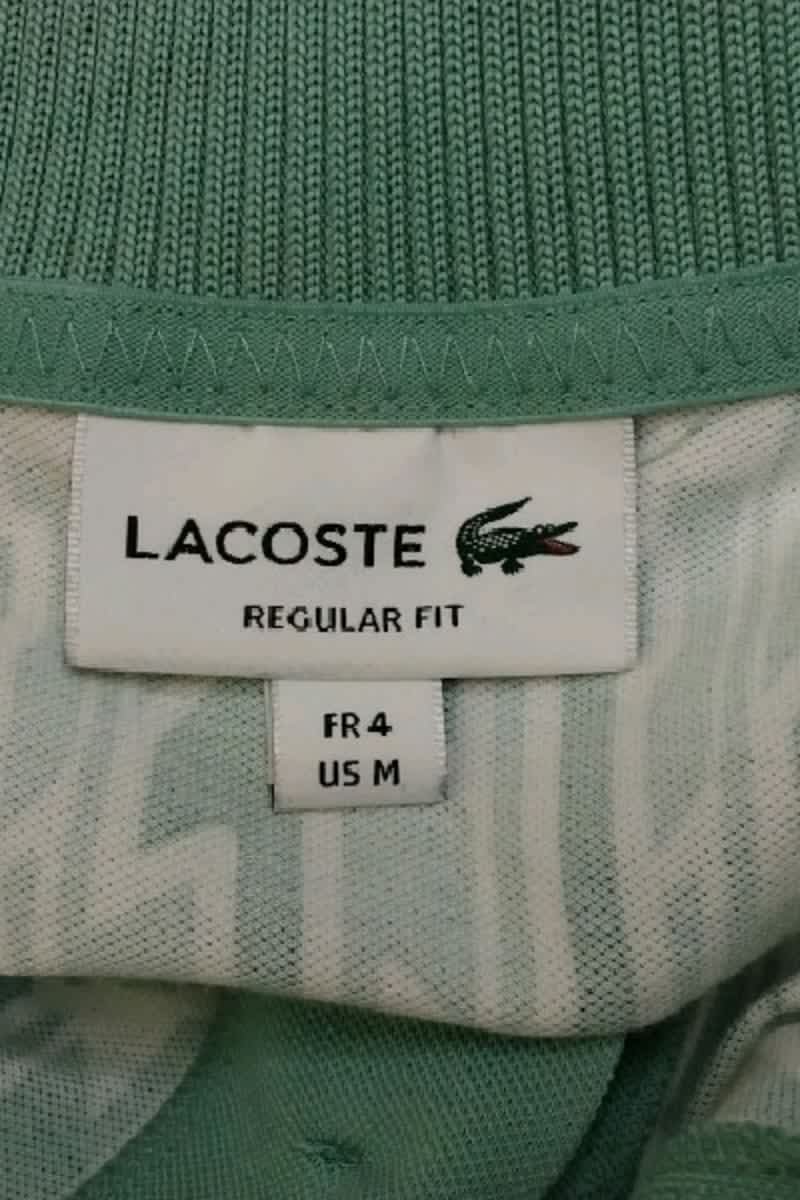 LACOSTE
REGULAR FIT
FR 4
US M